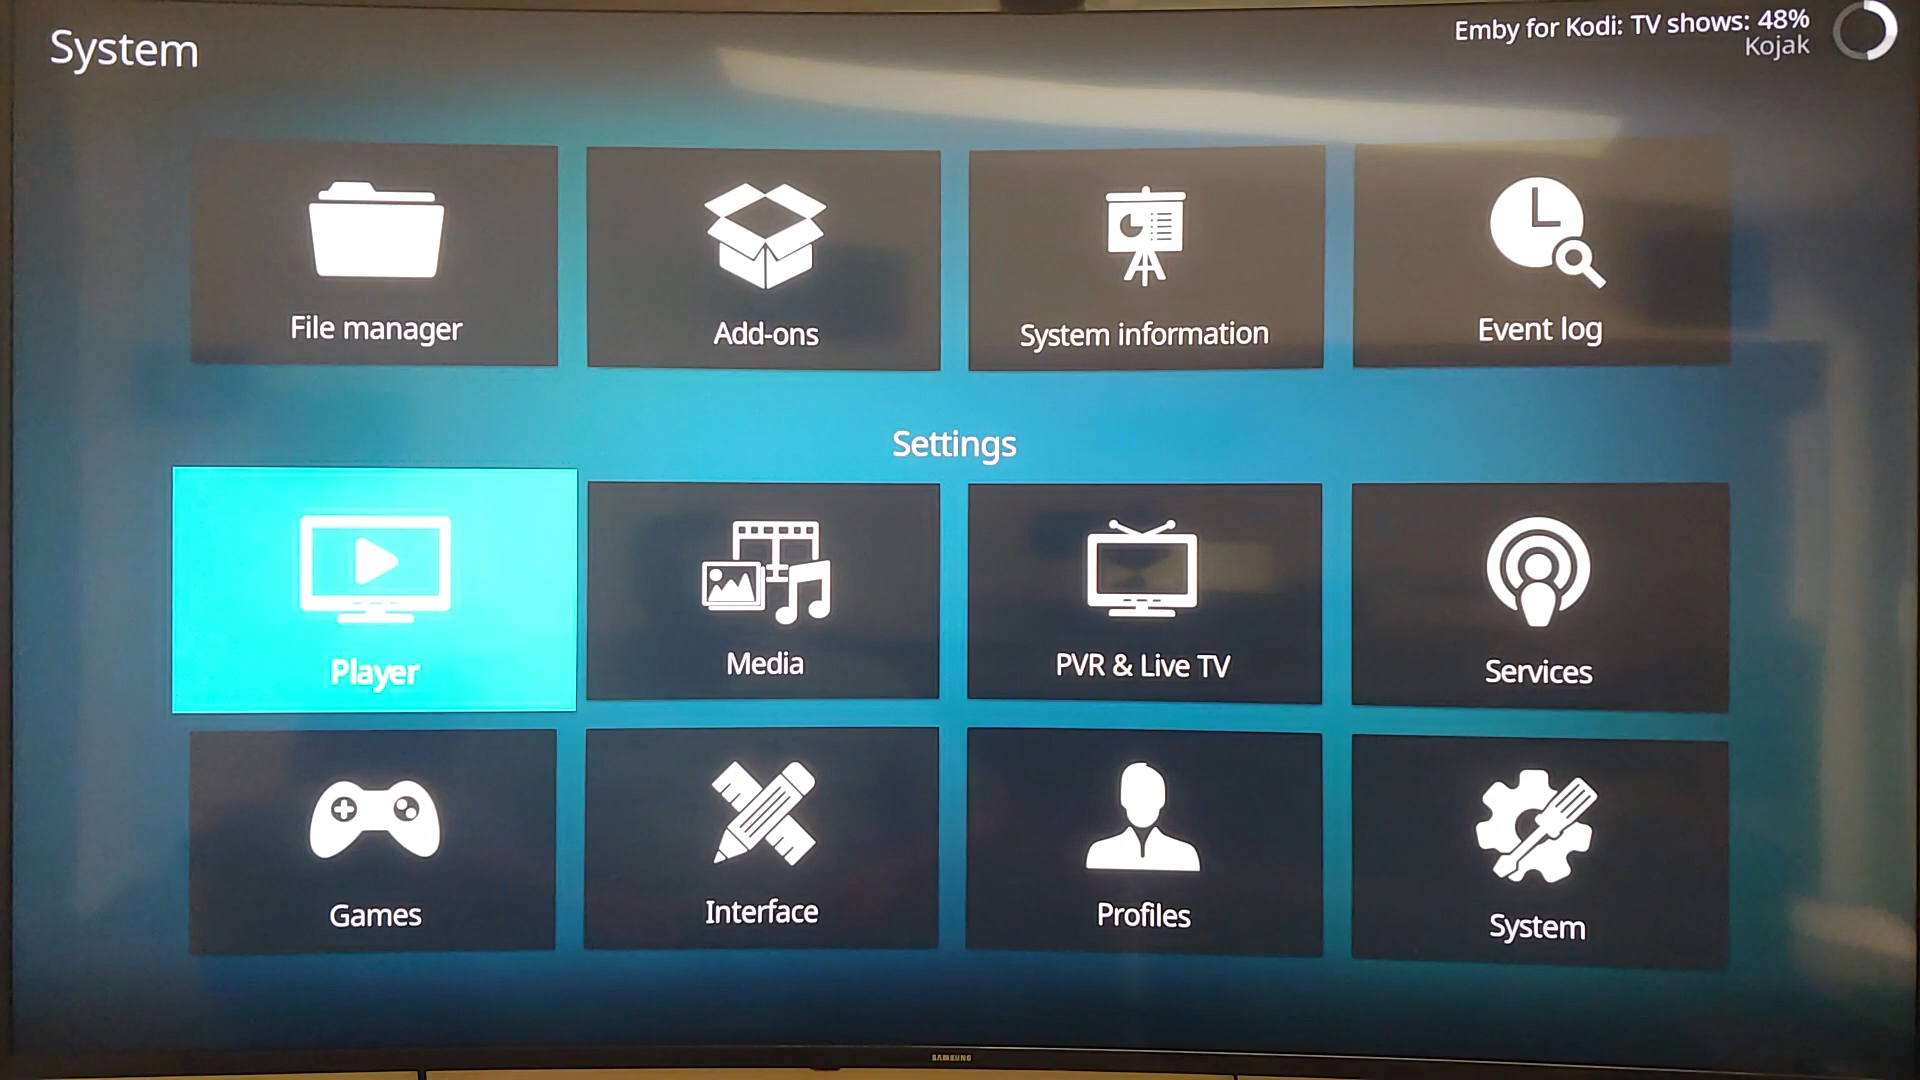 System
Emby for Kodi: TV shows: 48%
Kojak
File manager
Add-ons
System information
Event log
Settings
Player
Media
PVR & Live TV
Services
Games
Interface
Profiles
System
SAMSUNG